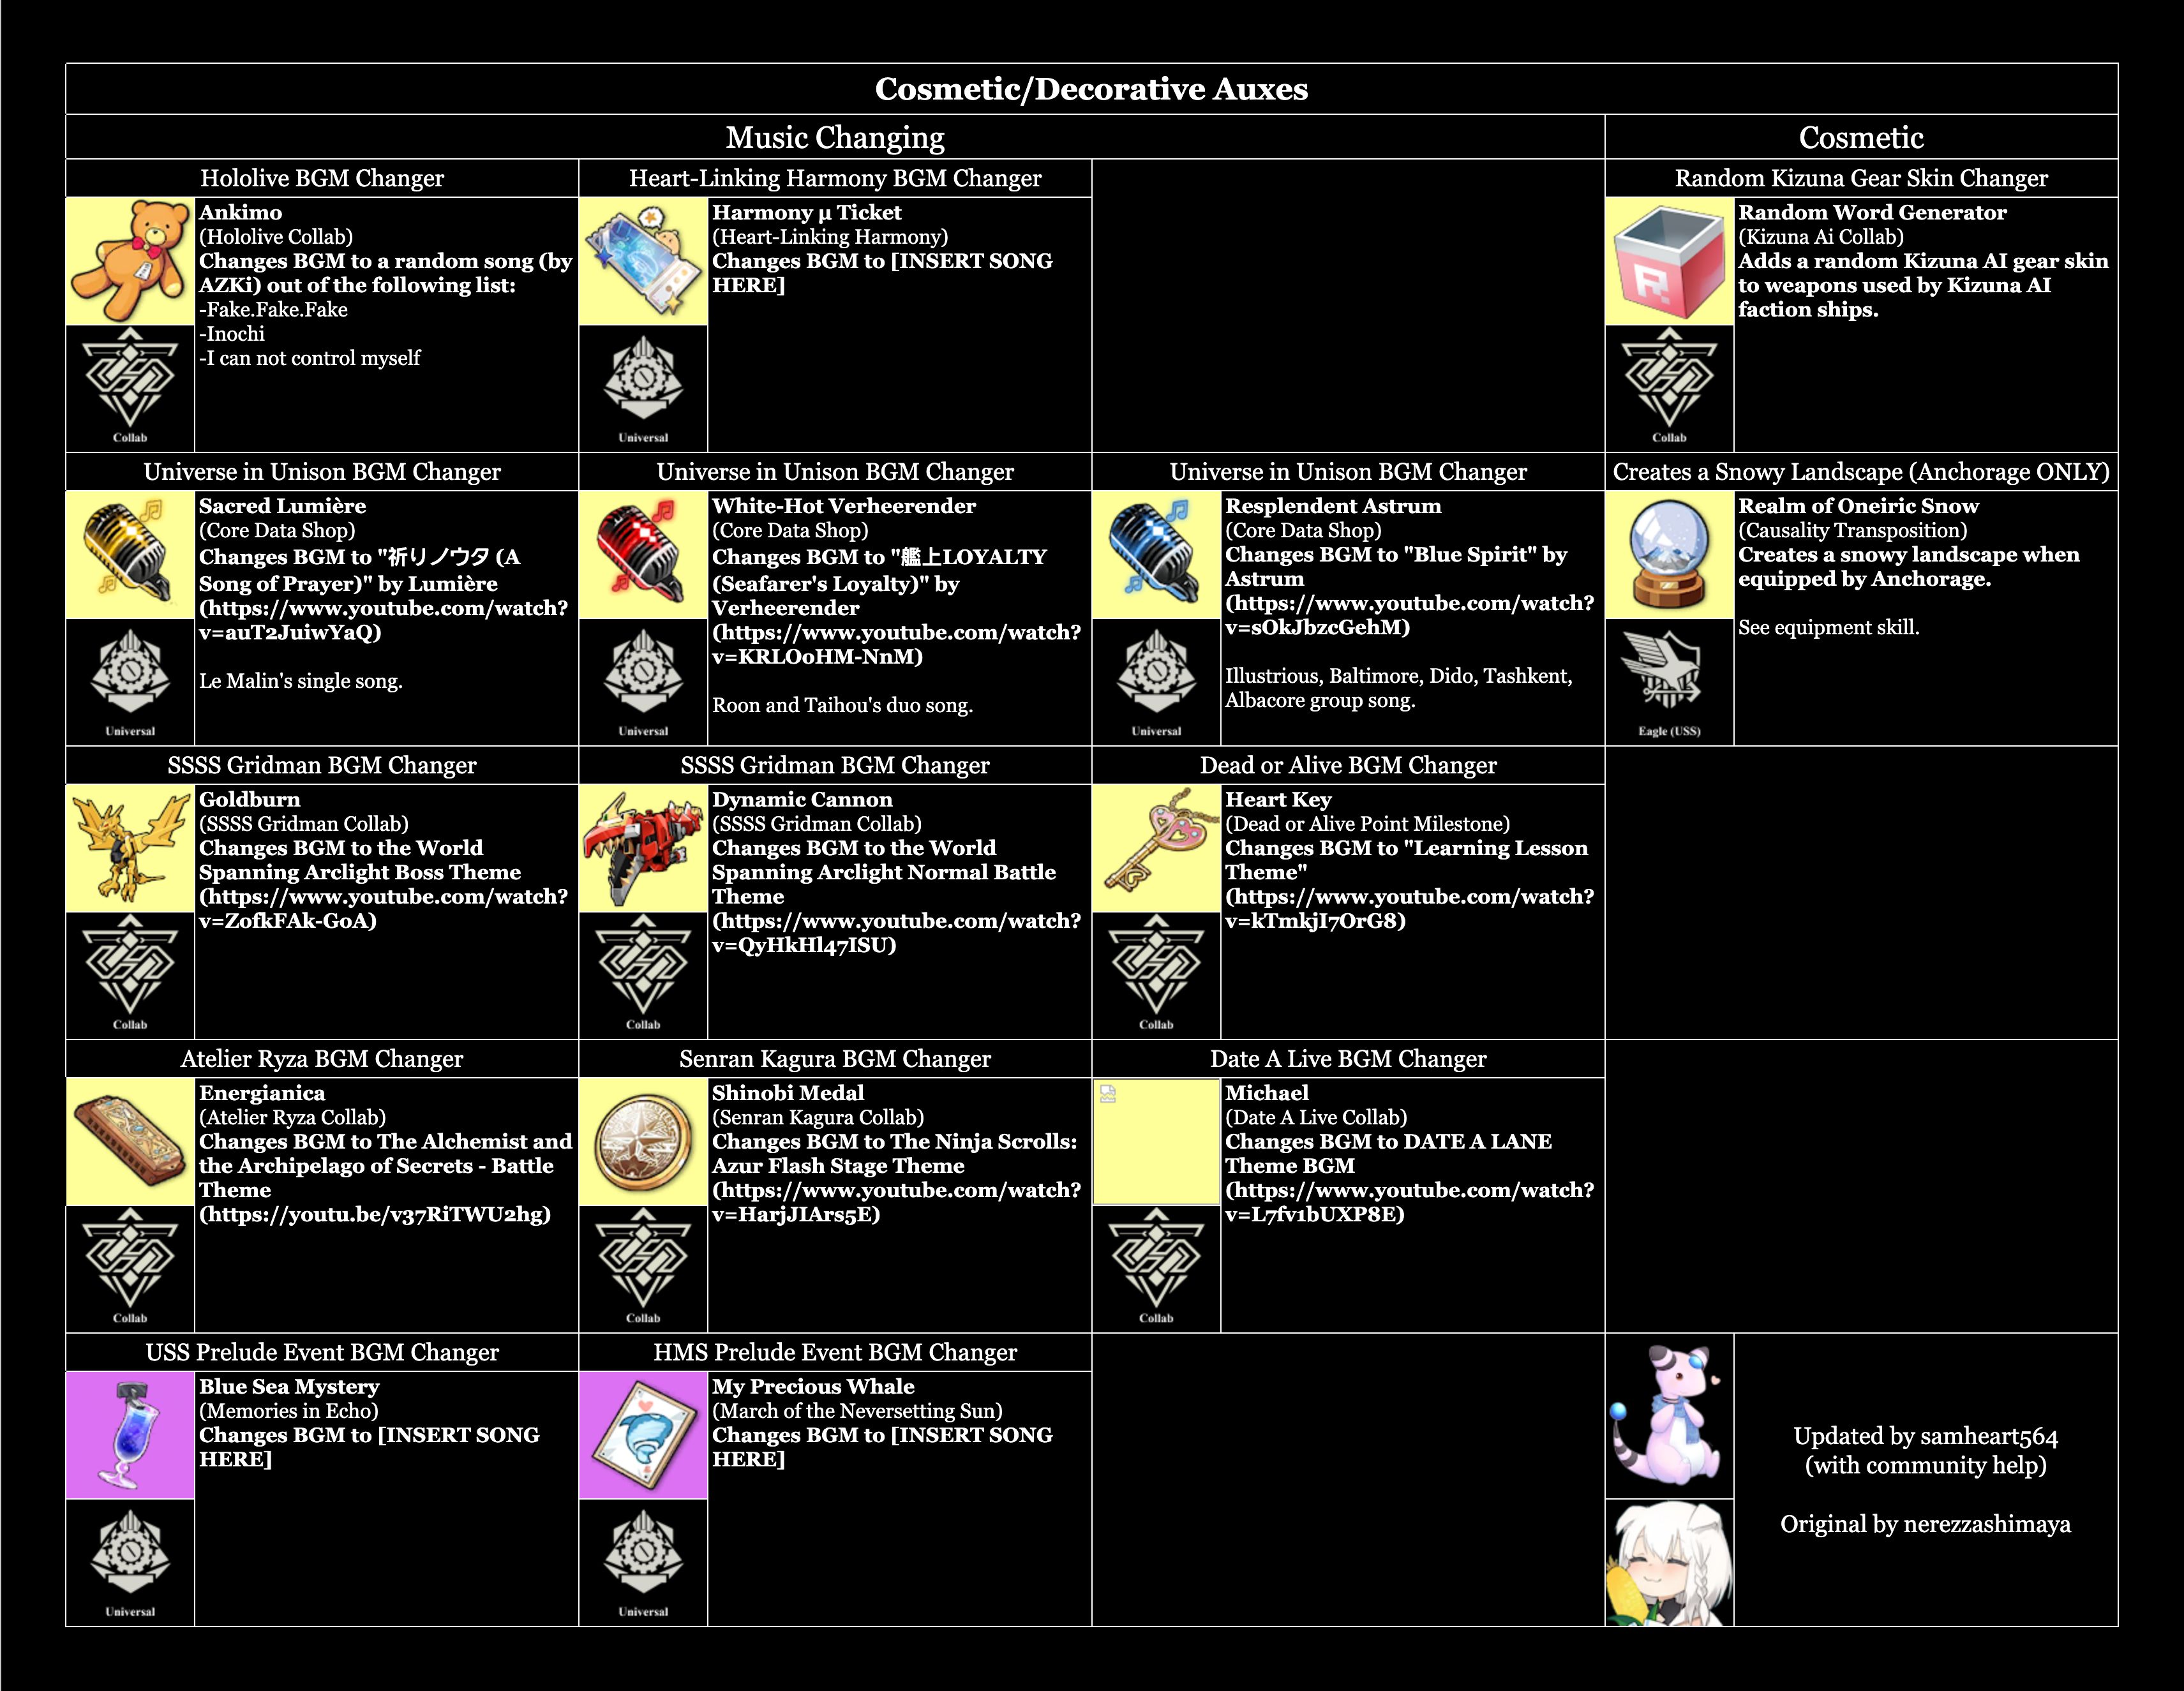 Cosmetic/Decorative Auxes
Music Changing
Cosmetic
Hololive BGM Changer
Ankimo
(Hololive Collab)
Changes BGM to a random song (by
AZKi) out of the following list:
-Fake.Fake.Fake
-Inochi
-I can not control myself
Collab
Heart-Linking Harmony BGM Changer
Harmony μ Ticket
(Heart-Linking Harmony)
Changes BGM to [INSERT SONG
HERE]
Universal
Random Kizuna Gear Skin Changer
R
Random Word Generator
(Kizuna Ai Collab)
Adds a random Kizuna AI gear skin
to weapons used by Kizuna AI
faction ships.
Collab
Universe in Unison BGM Changer
Sacred Lumière
(Core Data Shop)
Changes BGM to "祈りノウタ (A
Song of Prayer)" by Lumière
(https://www.youtube.com/watch?
v=auT2JuiwYaQ)
Le Malin's single song.
Universal
Universe in Unison BGM Changer
White-Hot Verheerender
(Core Data Shop)
Changes BGM to "艦上LOYALTY
(Seafarer's Loyalty)" by
Verheerender
(https://www.youtube.com/watch?
v=KRLOoHM-NnM)
Roon and Taihou's duo song.
Universal
Universe in Unison BGM Changer
Resplendent Astrum
(Core Data Shop)
Changes BGM to "Blue Spirit" by
Astrum
(https://www.youtube.com/watch?
v=sOkJbzcGehM)
Illustrious, Baltimore, Dido, Tashkent,
Albacore group song.
Universal
Creates a Snowy Landscape (Anchorage ONLY)
Realm of Oneiric Snow
(Causality Transposition)
Creates a snowy landscape when
equipped by Anchorage.
See equipment skill.
Eagle (USS)
SSSS Gridman BGM Changer
Goldburn
(SSSS Gridman Collab)
Changes BGM to the World
Spanning Arclight Boss Theme
(https://www.youtube.com/watch?
v=ZofkFAk-GoA)
Collab
SSSS Gridman BGM Changer
Dynamic Cannon
(SSSS Gridman Collab)
Changes BGM to the World
Spanning Arclight Normal Battle
Theme
(https://www.youtube.com/watch?
v=QyHkHl47ISU)
Collab
Dead or Alive BGM Changer
Heart Key
(Dead or Alive Point Milestone)
Changes BGM to "Learning Lesson
Theme"
(https://www.youtube.com/watch?
v=kTmkjI7OrG8)
Collab
Atelier Ryza BGM Changer
Energianica
(Atelier Ryza Collab)
Changes BGM to The Alchemist and
the Archipelago of Secrets - Battle
Theme
(https://youtu.be/v37RiTWU2hg)
Collab
Senran Kagura BGM Changer
Shinobi Medal
(Senran Kagura Collab)
Changes BGM to The Ninja Scrolls:
Azur Flash Stage Theme
(https://www.youtube.com/watch?
v=HarjJIArs5E)
Collab
Date A Live BGM Changer
Michael
(Date A Live Collab)
Changes BGM to DATE A LANE
Theme BGM
(https://www.youtube.com/watch?
v=L7fv1bUXP8E)
Collab
USS Prelude Event BGM Changer
Blue Sea Mystery
(Memories in Echo)
Changes BGM to [INSERT SONG
HERE]
Universal
HMS Prelude Event BGM Changer
My Precious Whale
(March of the Neversetting Sun)
Changes BGM to [INSERT SONG
HERE]
Universal
Updated by samheart564
(with community help)
Original by nerezzashimaya